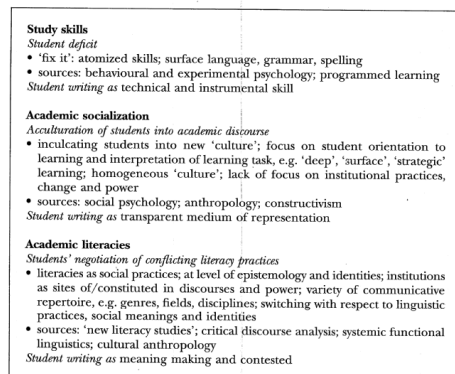 Study skills
Student deficit
• ‘fix it’: atomized skills; surface language, grammar, spelling
• sources: behavioural and experimental psychology; programmed learning
Student writing as technical and instrumental skill
Academic socialization
Acculturation of students into academic discourse
• inculcating students into new ‘culture’; focus on student orientation to
learning and interpretation of learning task, e.g. ‘deep’, ‘surface’, ‘strategic’
learning; homogeneous ‘culture’; lack of focus on institutional practices,
change and power
• sources: social psychology; anthropology; constructivism
Student writing as transparent medium of representation
Academic literacies
Students’ negotiation of conflicting literacy practices
• literacies as social practices; at level of epistemology and identities; institutions
as sites of/constituted in discourses and power; variety of communicative
repertoire, e.g. genres, fields, disciplines; switching with respect to linguistic
practices, social meanings and identities
• sources: ‘new literacy studies’; critical discourse analysis; systemic functional
linguistics; cultural anthropology
Student writing as meaning making and contested